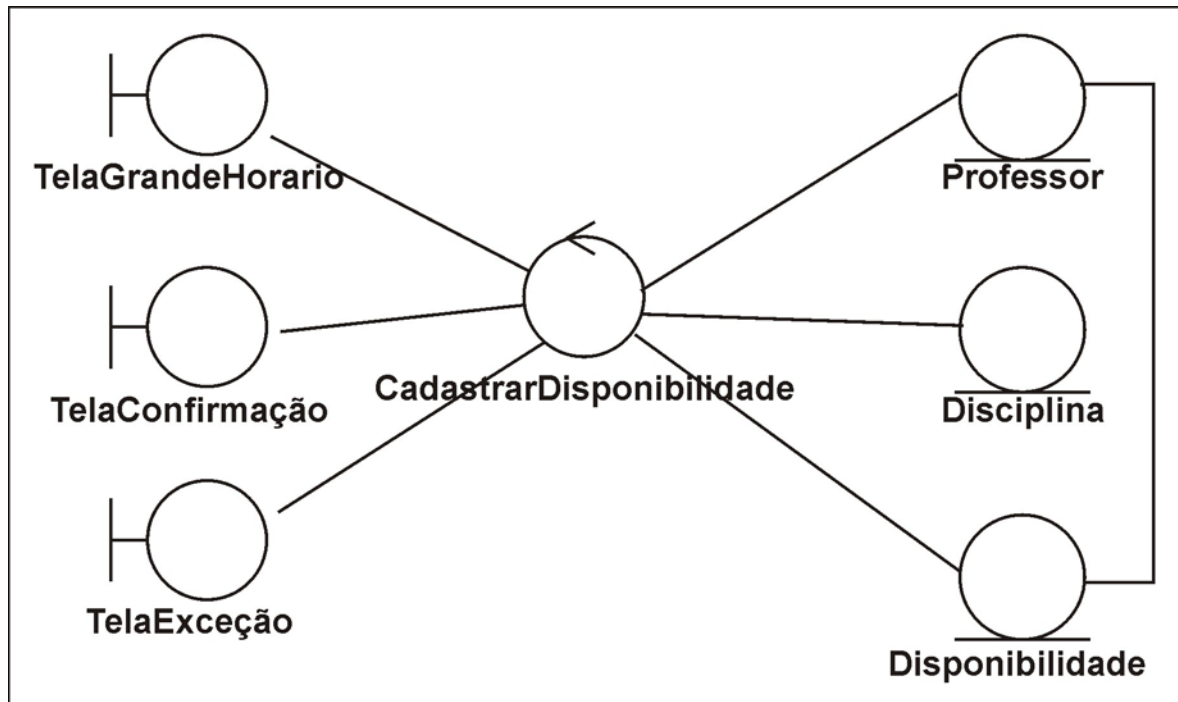 TelaGrandeHorario
Professor
CadastrarDisponibilidade
TelaConfirmação
Disciplina
TelaExceção
Disponibilidade